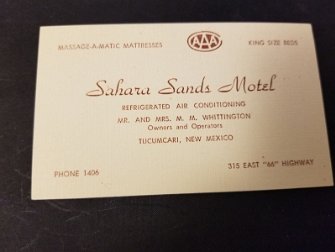 MASSAGE-A-MATIC MATTRESSES
AAA
KING SIZE BEDS
Sahara Sands Motel
REFRIGERATED AIR CONDITIONING
MR. AND MRS. M. M. WHITTINGTON
Owners and Operators
TUCUMCARI, NEW MEXICO
PHONE 1406
315 EAST "66" HIGHWAY